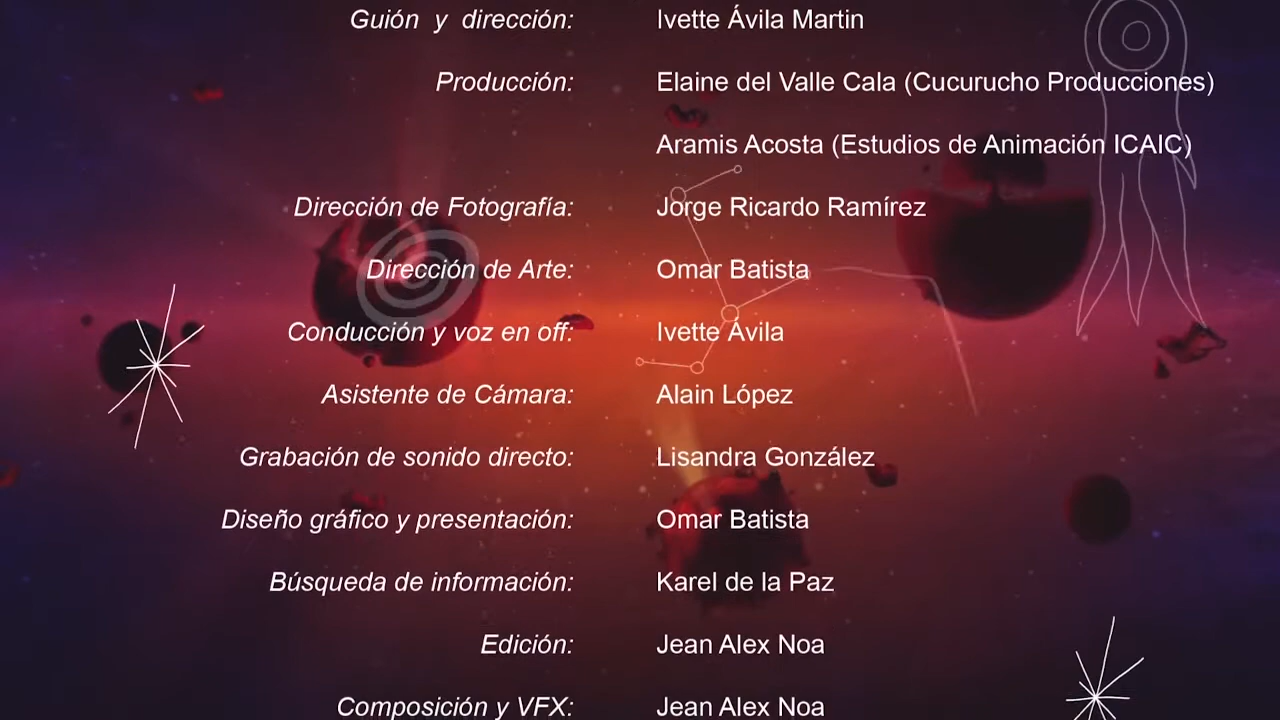 Guión y dirección: Ivette Ávila Martin
Producción: Elaine del Valle Cala (Cucurucho Producciones)
Aramis Acosta (Estudios de Animación ICAIC)
Dirección de Fotografía: Jorge Ricardo Ramírez
Dirección de Arte: Omar Batista
Conducción y voz en off: Ivette Ávila
Asistente de Cámara: Alain López
Grabación de sonido directo: Lisandra González
Diseño gráfico y presentación: Omar Batista
Búsqueda de información: Karel de la Paz
Edición: Jean Alex Noa
Composición y VFX: Jean Alex Noa